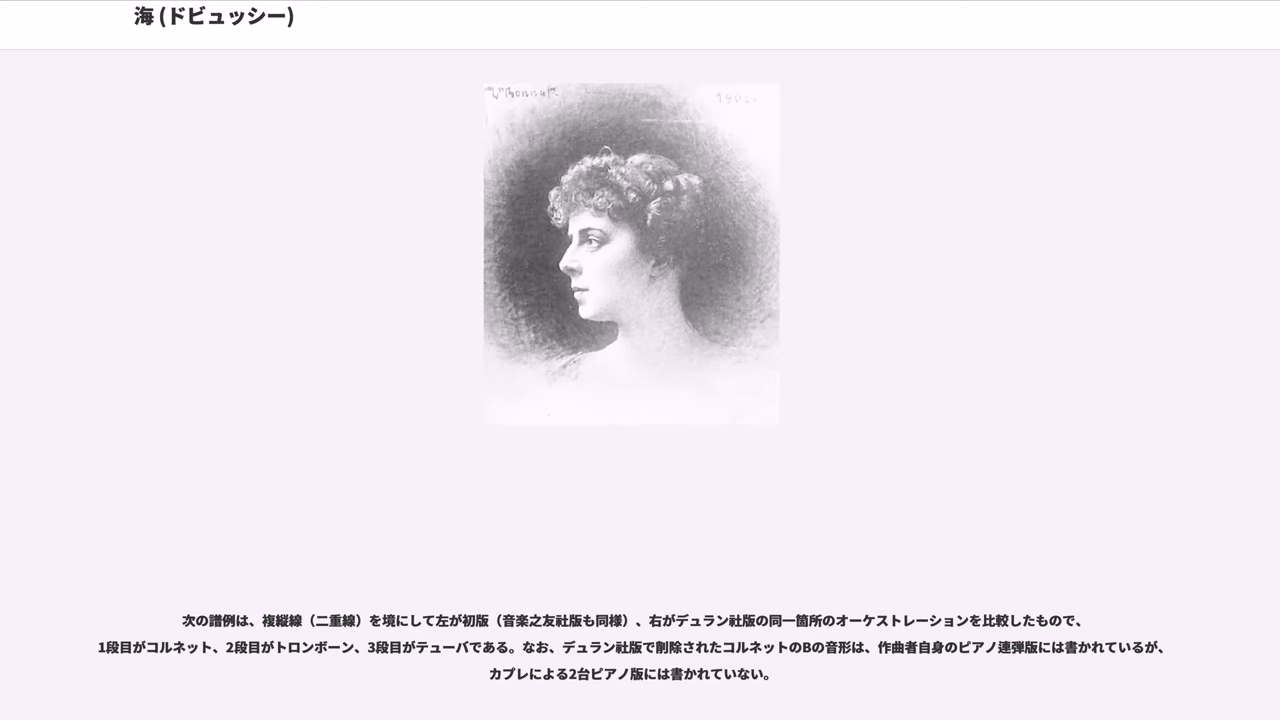 海 (ドビュッシー)
1902.
次の譜例は、複縦線（二重線）を境にして左が初版（音楽之友社版も同様）、右がデュラン社版の同一箇所のオーケストレーションを比較したもので、
1段目がコルネット、2段目がトロンボーン、3段目がテューバである。なお、デュラン社版で削除されたコルネットのBの音形は、作曲者自身のピアノ連弾版には書かれているが、
カプレによる2台ピアノ版には書かれていない。